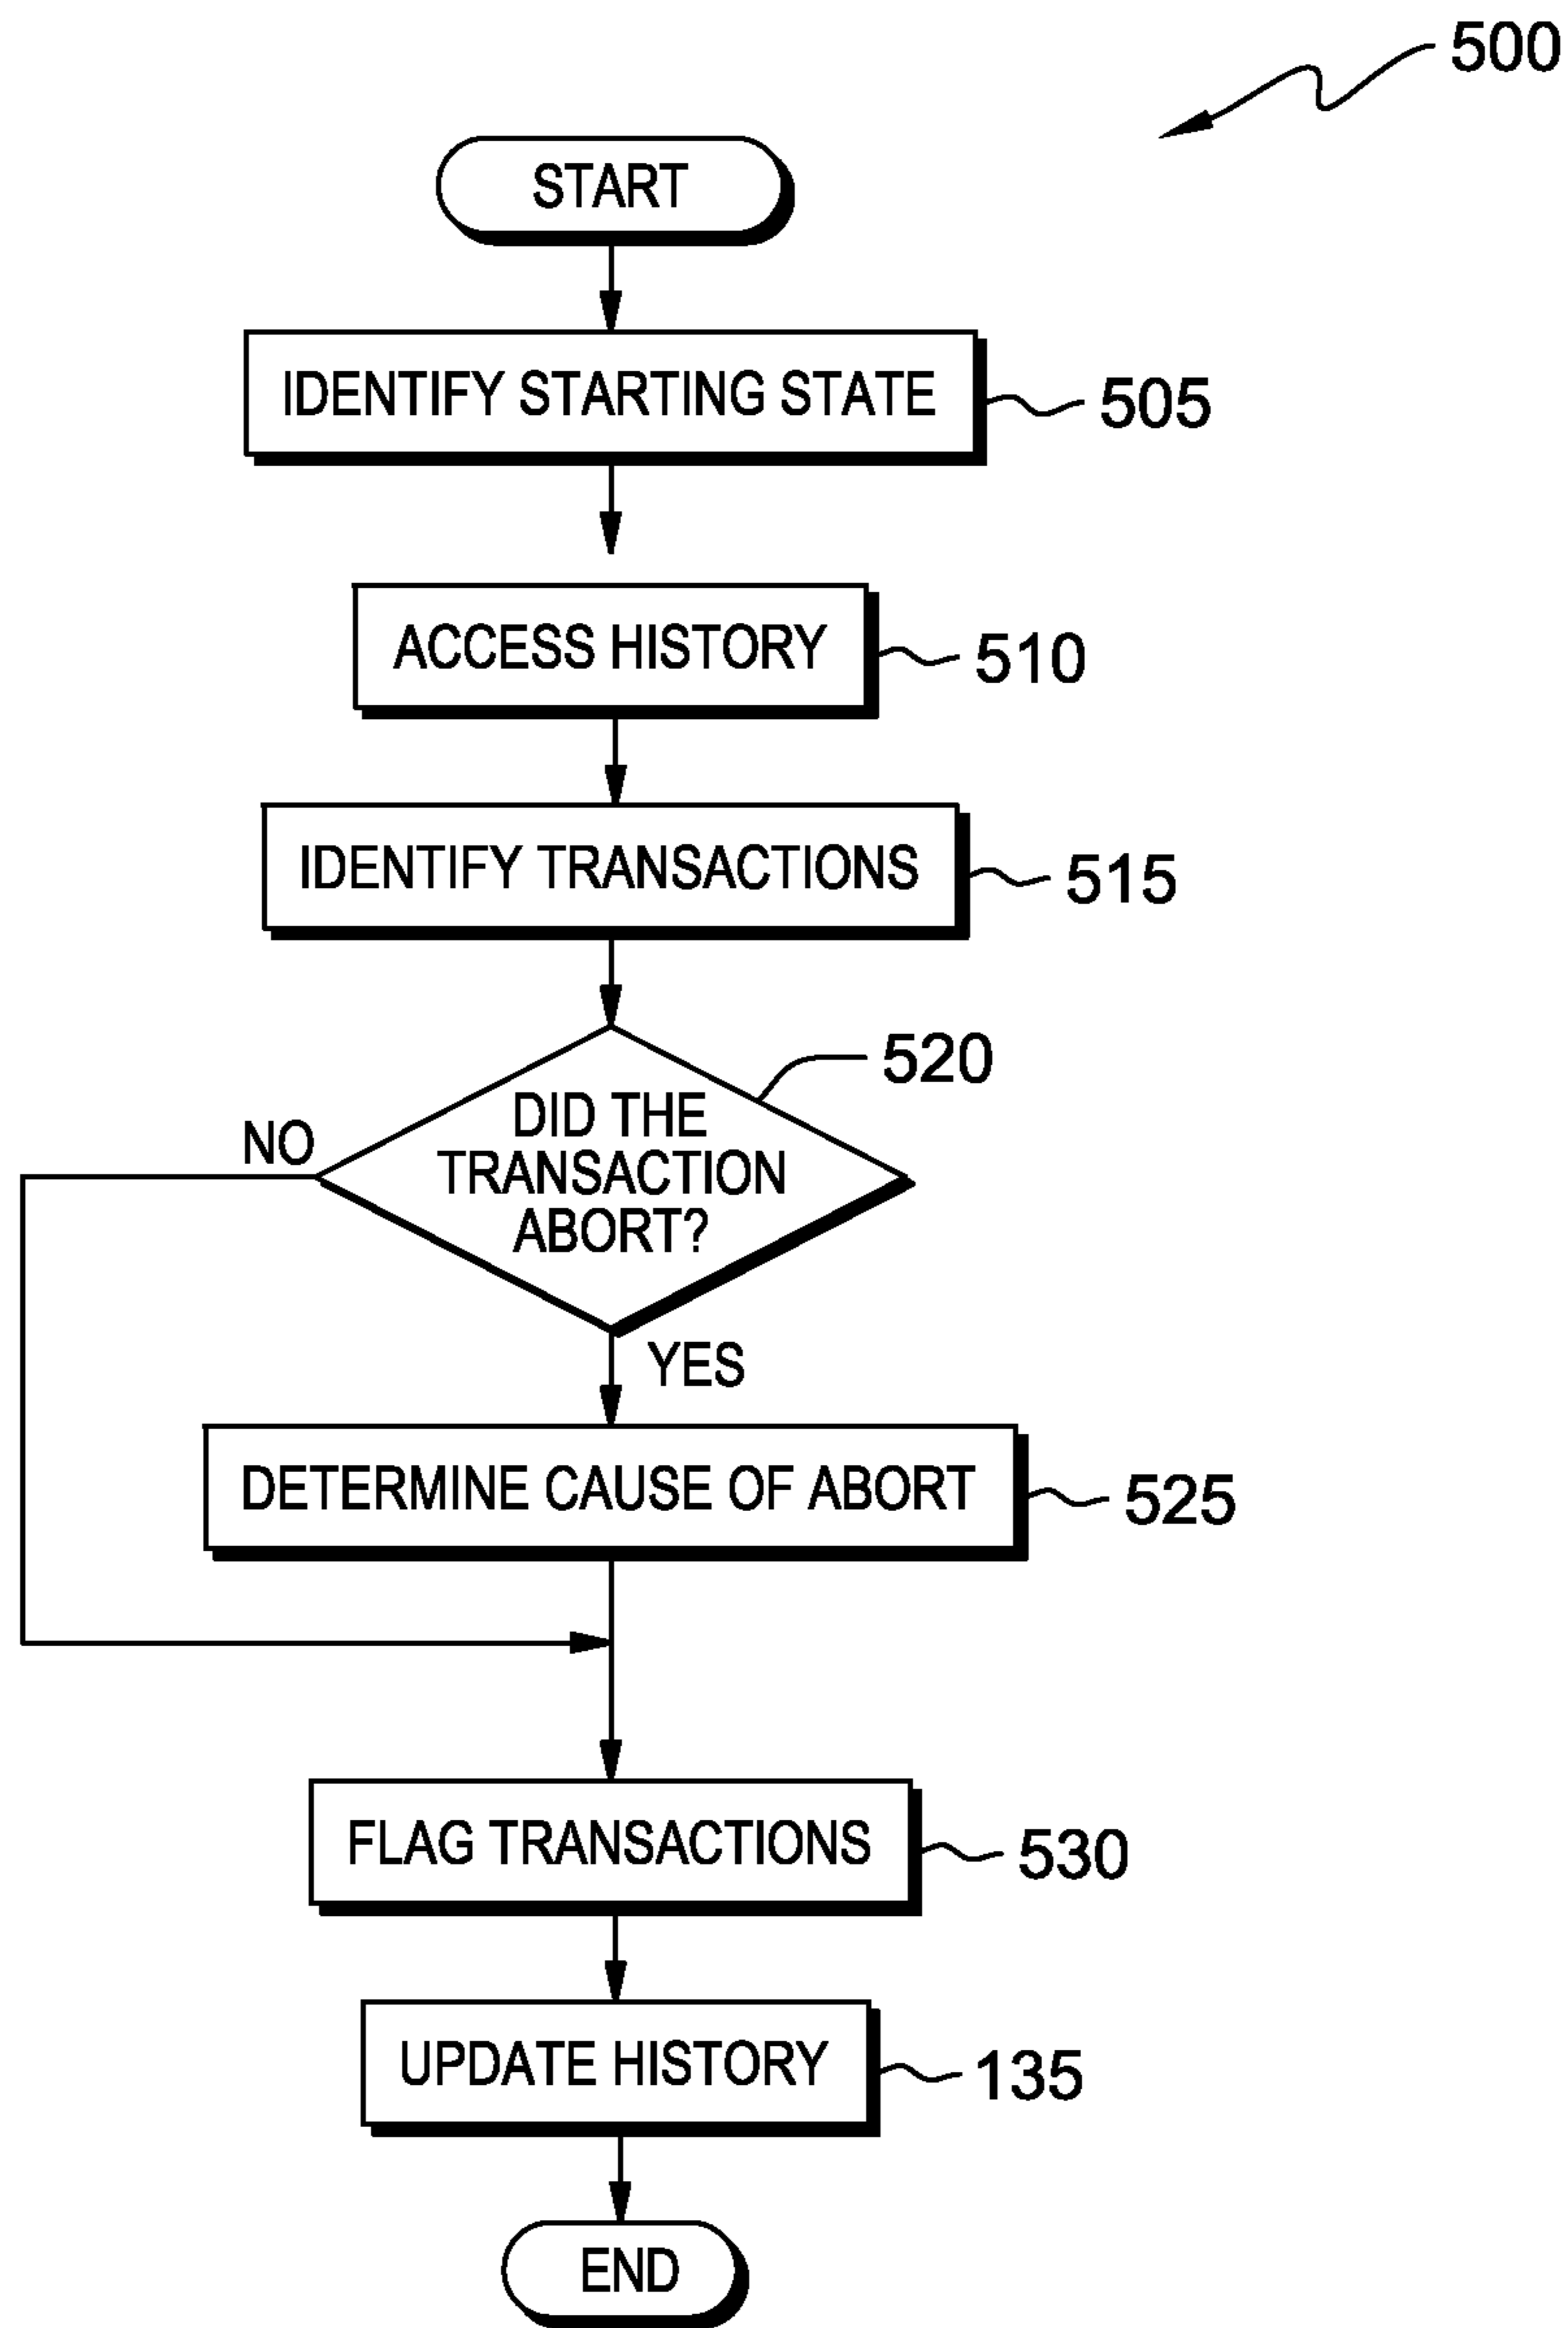 500
START
IDENTIFY STARTING STATE
505
ACCESS HISTORY
510
IDENTIFY TRANSACTIONS
515
520
DID THE
TRANSACTION
ABORT?
NO
YES
DETERMINE CAUSE OF ABORT
525
FLAG TRANSACTIONS
530
UPDATE HISTORY
135
END